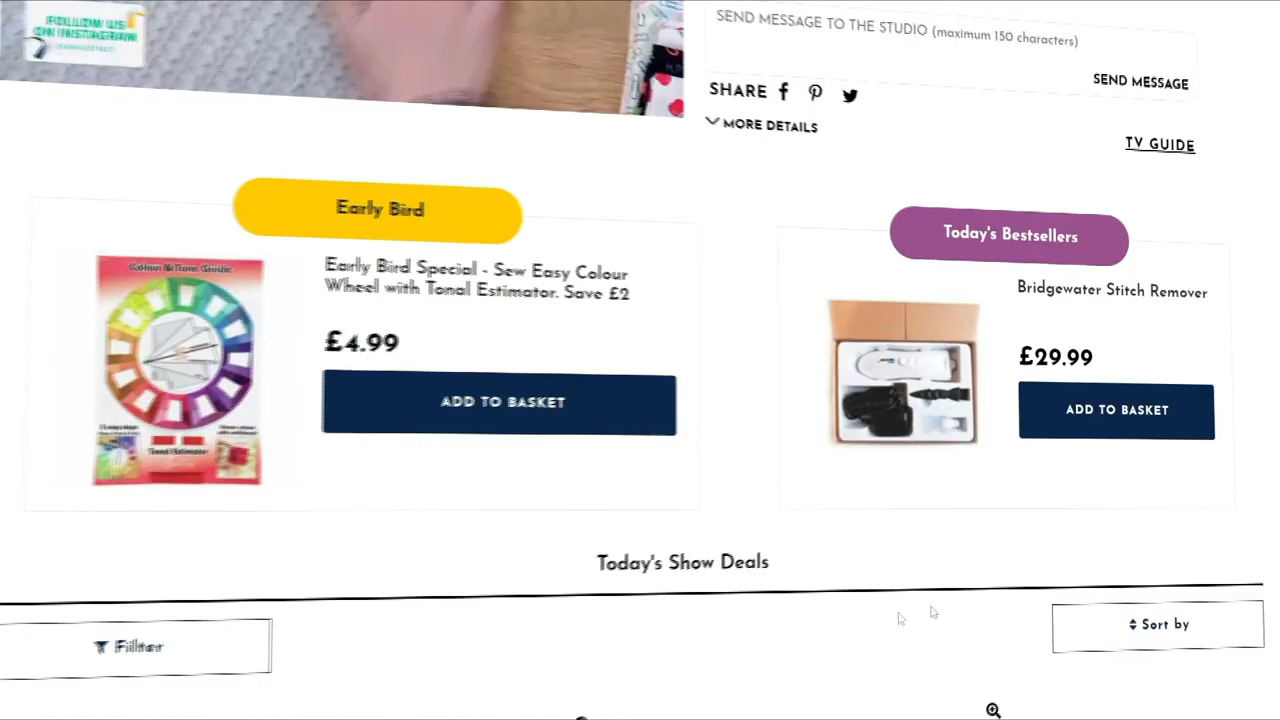 FOLLOW US
ON INSTAGRAM
SEND MESSAGE TO THE STUDIO (maximum 150 characters)
SEND MESSAGE
SHARE
MORE DETAILS
TV GUIDE
Early Bird
Today's Bestsellers
Colour & Tone Guide
Early Bird Special - Sew Easy Colour
Wheel with Tonal Estimator. Save £2
£4.99
ADD TO BASKET
Tonal Estimator
Bridgewater Stitch Remover
£29.99
ADD TO BASKET
Today's Show Deals
Filter
Sort by